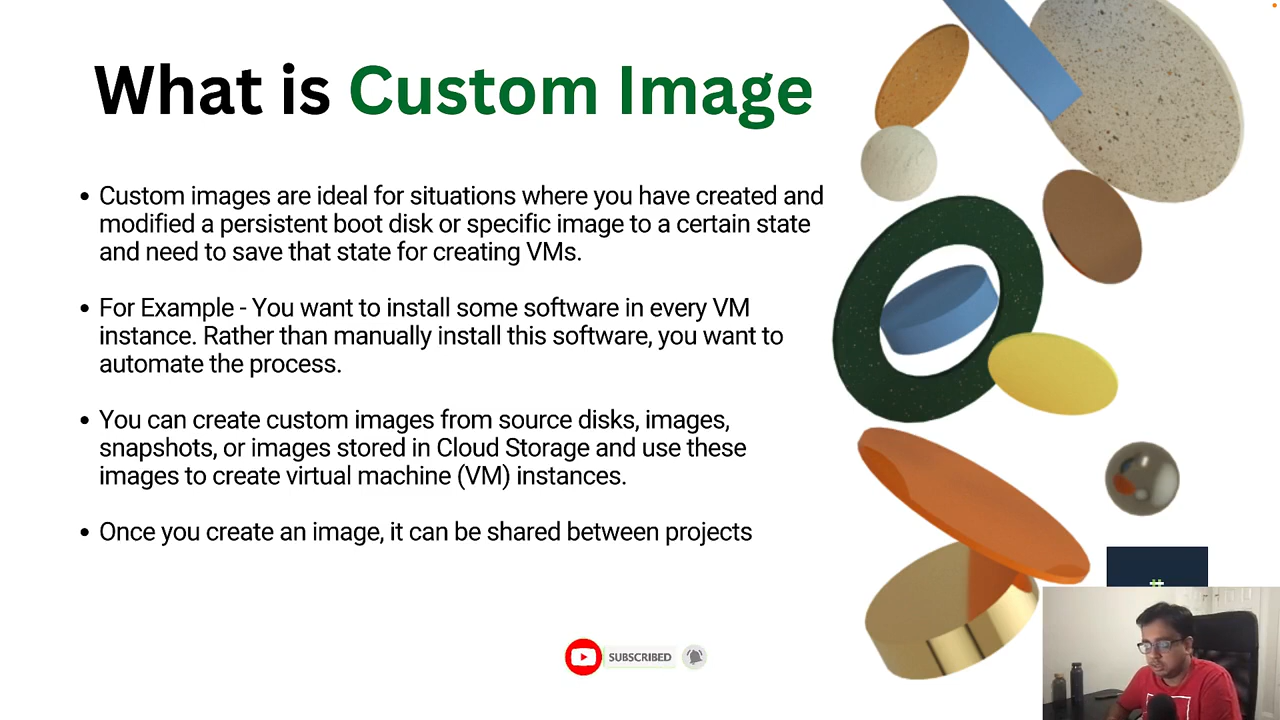 What is Custom Image
• Custom images are ideal for situations where you have created and
modified a persistent boot disk or specific image to a certain state
and need to save that state for creating VMs.
• For Example - You want to install some software in every VM
instance. Rather than manually install this software, you want to
automate the process.
• You can create custom images from source disks, images,
snapshots, or images stored in Cloud Storage and use these
images to create virtual machine (VM) instances.
• Once you create an image, it can be shared between projects
#
SUBSCRIBED